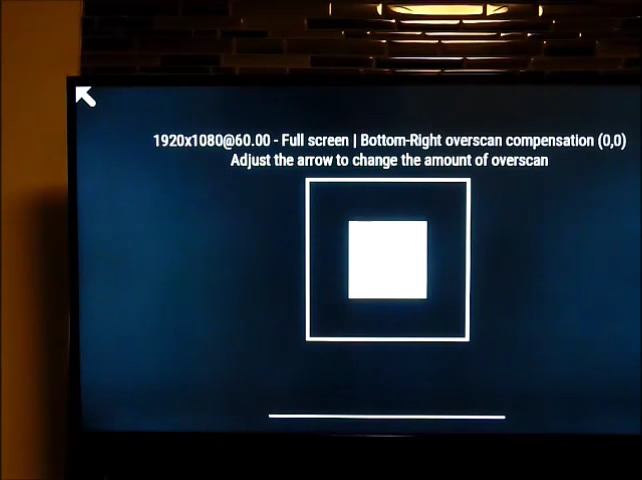 1920x1080@60.00 - Full screen | Bottom-Right overscan compensation (0,0)
Adjust the arrow to change the amount of overscan